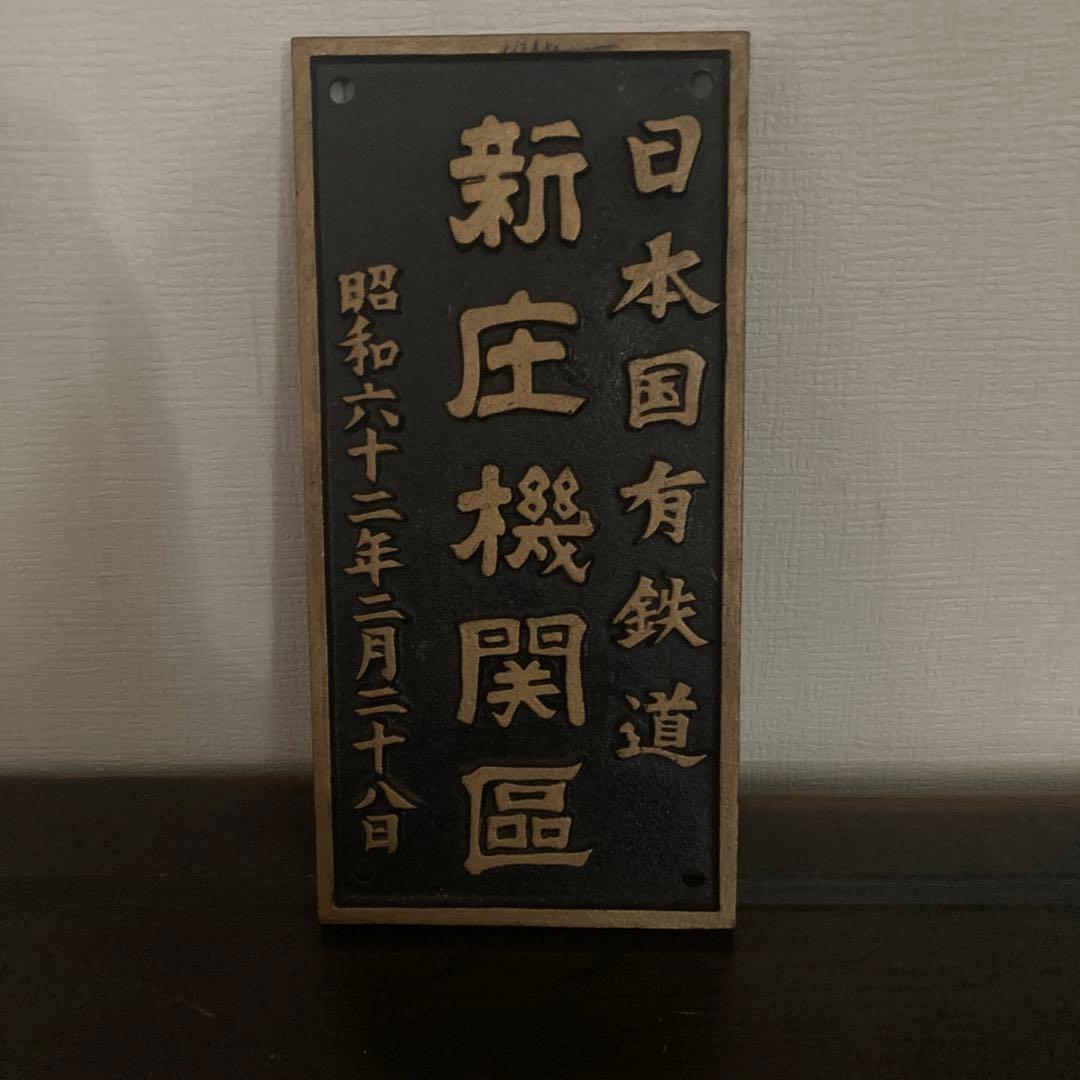 日本国有鉄道
新庄機関區
昭和六十二年二月二十八日